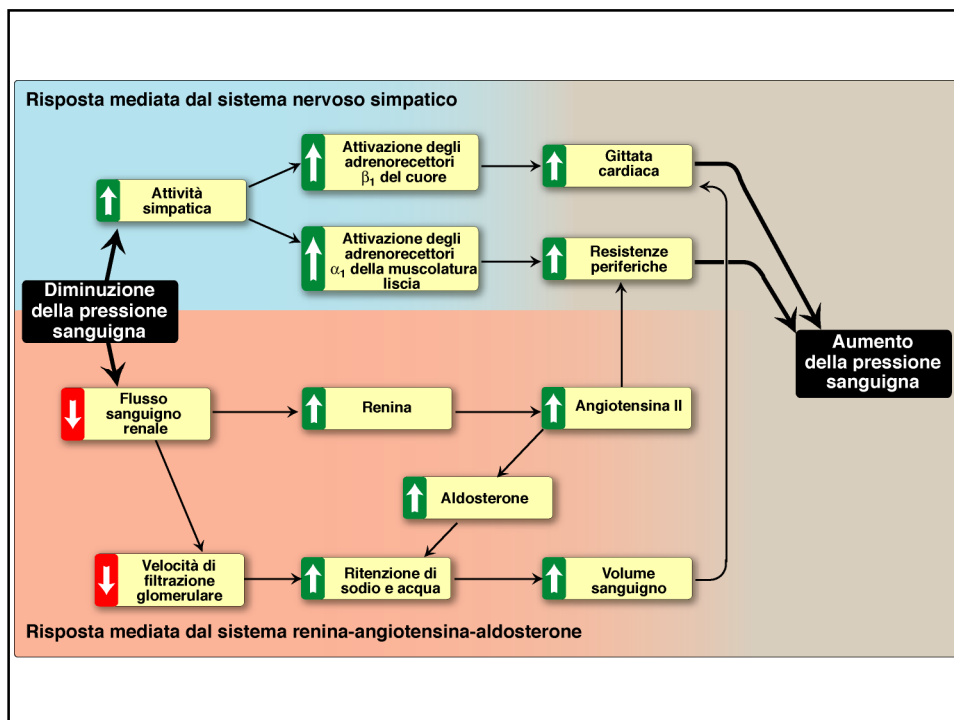 Risposta mediata dal sistema nervoso simpatico
Attivazione degli
adrenorecettori
β1 del cuore
Gittata
cardiaca
Attività
simpatica
Attivazione degli
adrenorecettori
α1 della muscolatura
liscia
Resistenze
periferiche
Diminuzione
della pressione
sanguigna
Aumento
della pressione
sanguigna
Flusso
sanguigno
renale
Renina
Angiotensina II
Aldosterone
Velocità di
filtrazione
glomerulare
Ritenzione di
sodio e acqua
Volume
sanguigno
Risposta mediata dal sistema renina-angiotensina-aldosterone